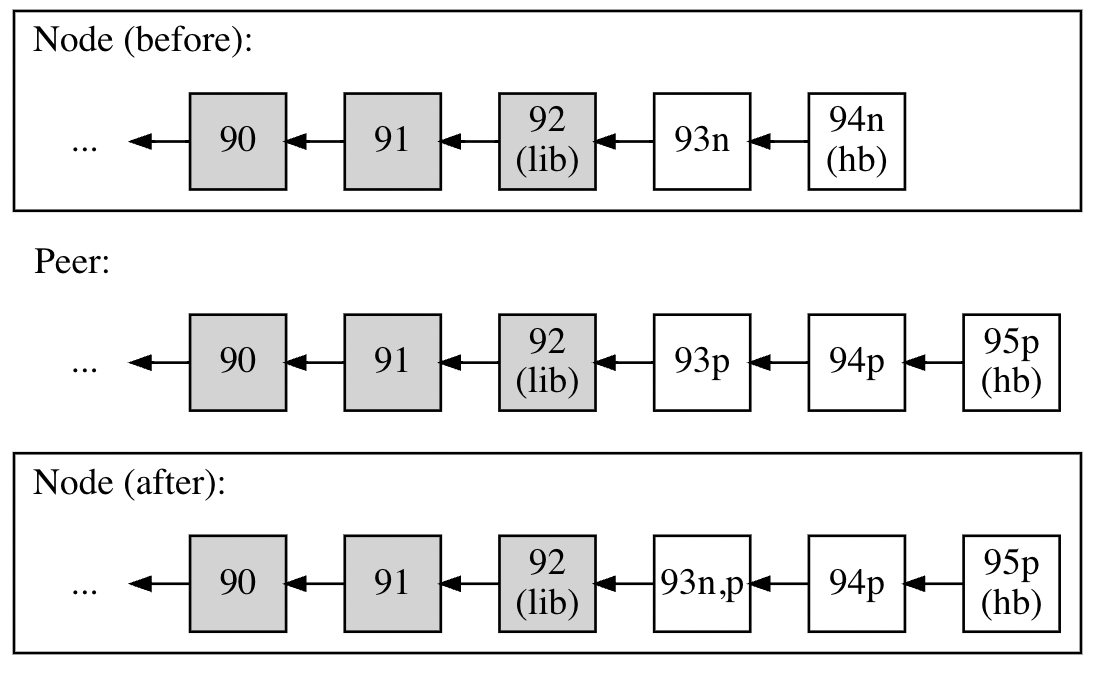 Node (before):
... 90 91 92 (lib) 93n 94n (hb)
Peer:
... 90 91 92 (lib) 93p 94p 95p (hb)
Node (after):
... 90 91 92 (lib) 93n,p 94p 95p (hb)